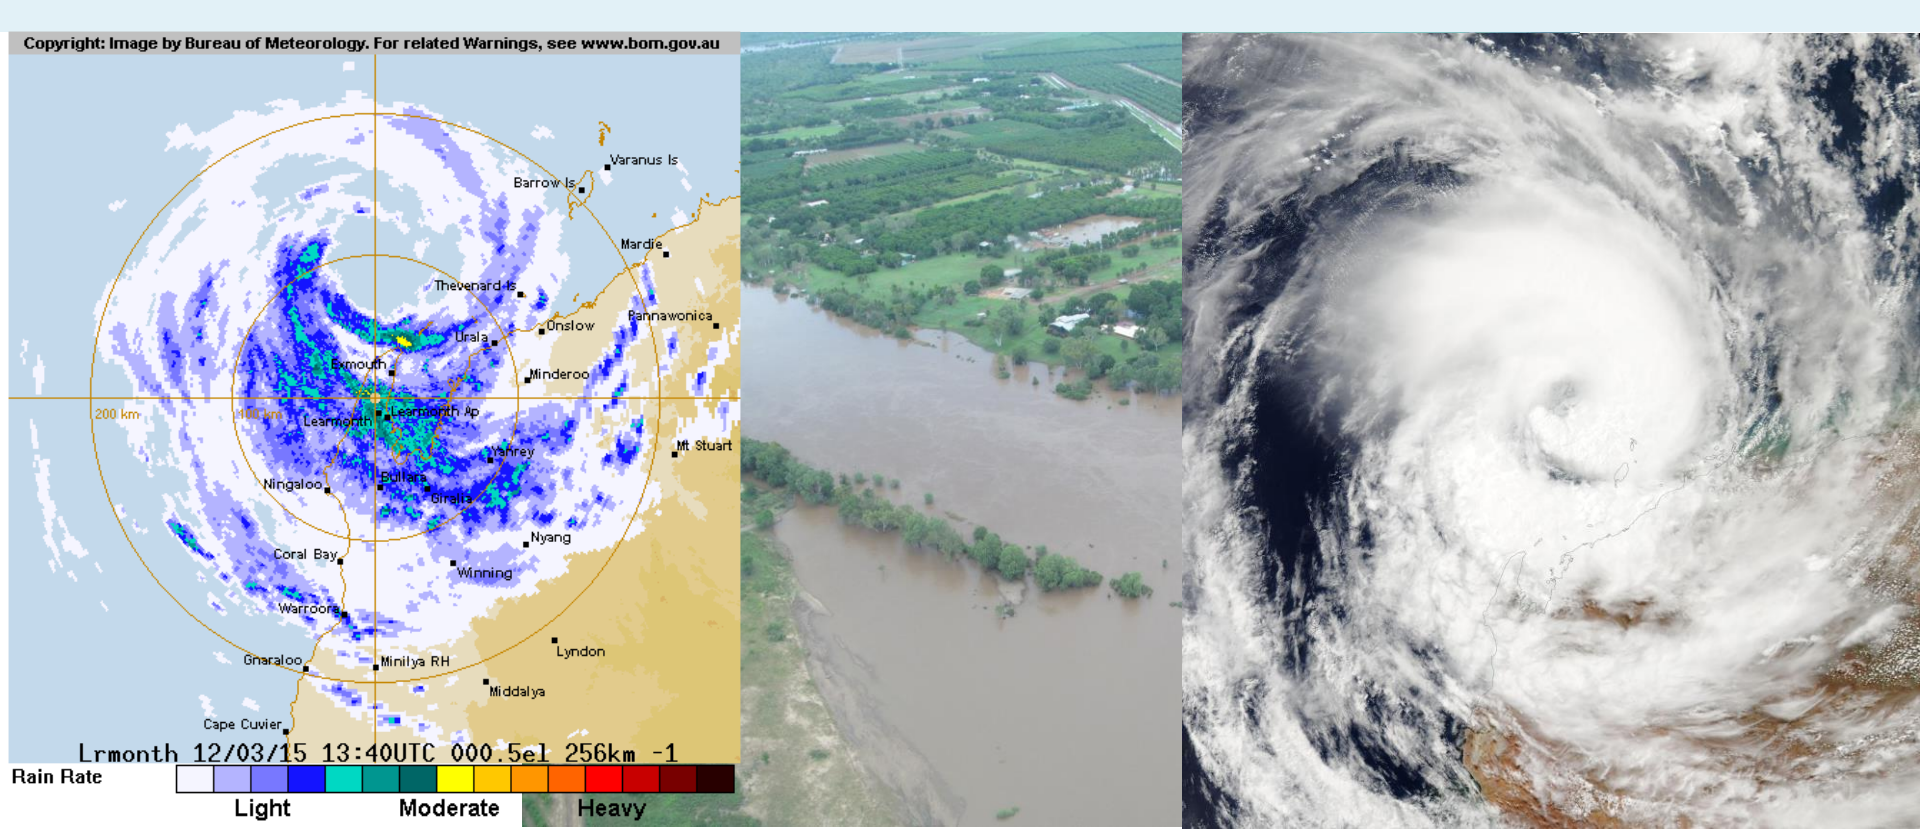 Copyright: Image by Bureau of Meteorology. For related Warnings, see www.bom.gov.au
Varanus Is
Barrow Is
Mardie
Thevenard Is
Pannawonica
Onslow
Urala
Exmouth
Minderoo
200 km
100 km
Learmonth Ap
Learmonth
Mt Stuart
Yanrey
Bullara
Ningaloo
Giralia
Nyang
Coral Bay
Winning
Warroora
Lyndon
Gnaraloo
Minilya RH
Middalya
Cape Cuvier
Lrmonth 12/03/15 13:40UTC 000.5el 256km -1
Rain Rate
Light Moderate Heavy